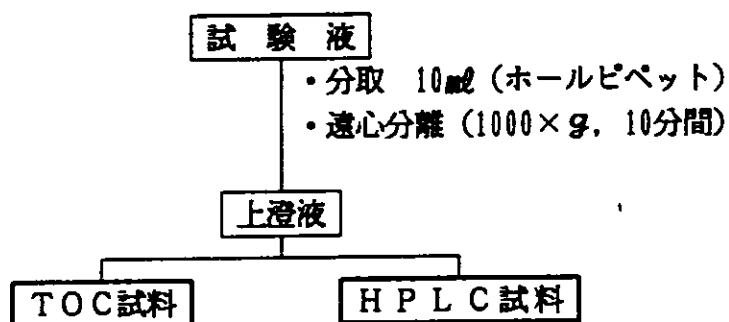 試 験 液
・分取 10ml (ホールピペット)
・遠心分離 (1000×g, 10分間)
上澄液
TOC試料
HPLC試料